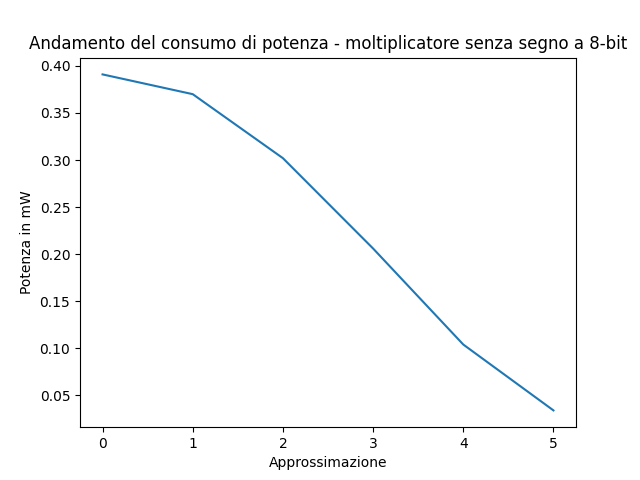 Andamento del consumo di potenza - moltiplicatore senza segno a 8-bit
0.40
0.35
0.30
0.25
0.20
0.15
0.10
0.05
Potenza in mW
0 1 2 3 4 5
Approssimazione